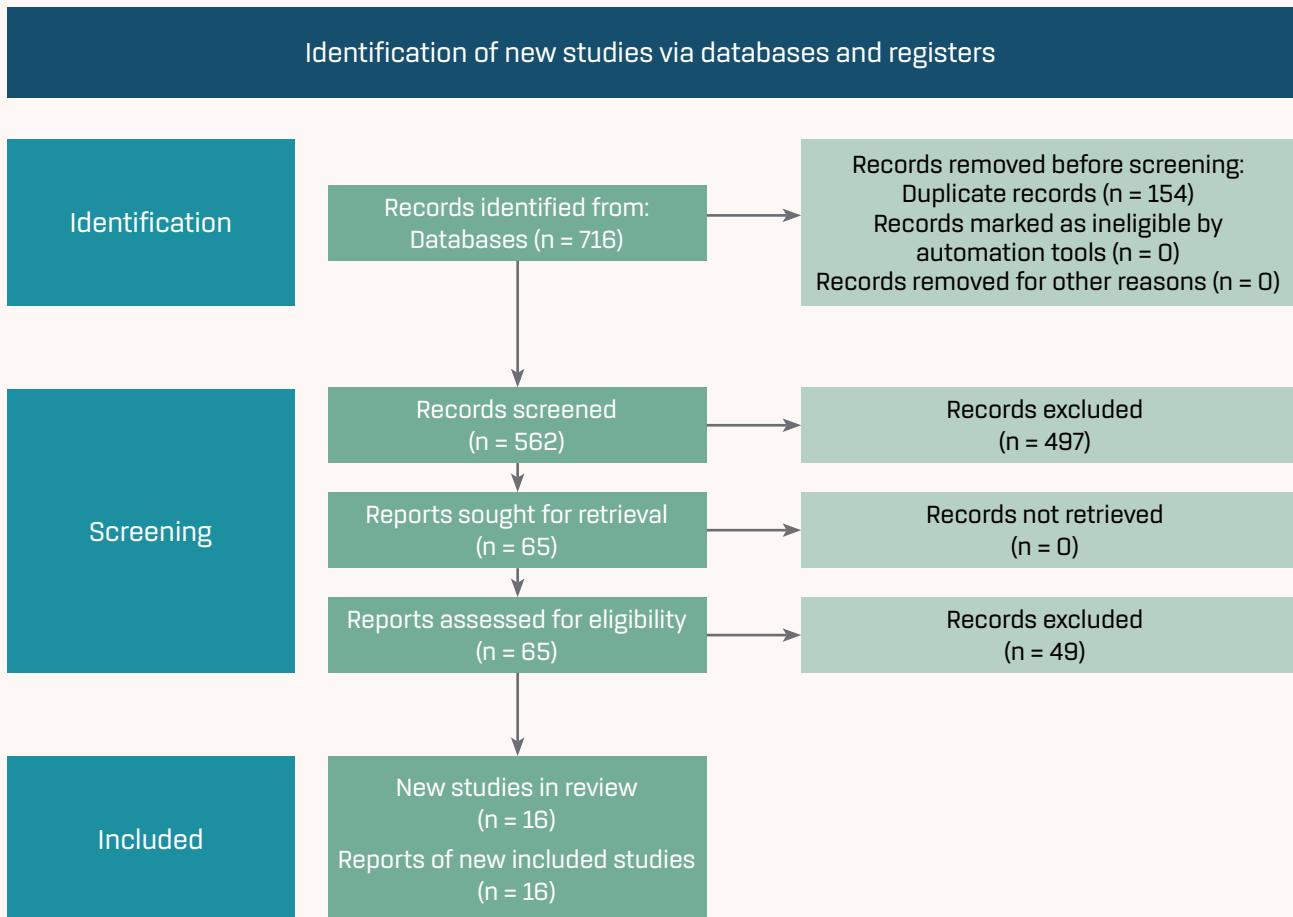 Identification of new studies via databases and registers
Identification
Records identified from:
Databases (n = 716)
Records removed before screening:
Duplicate records (n = 154)
Records marked as ineligible by
automation tools (n = 0)
Records removed for other reasons (n = 0)
Screening
Records screened
(n = 562)
Records excluded
(n = 497)
Reports sought for retrieval
(n = 65)
Records not retrieved
(n = 0)
Reports assessed for eligibility
(n = 65)
Records excluded
(n = 49)
Included
New studies in review
(n = 16)
Reports of new included studies
(n = 16)